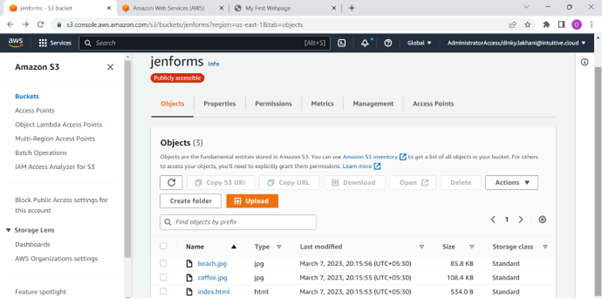 jenforms - S3 bucket
Amazon Web Services (AWS)
My First Webpage
s3.console.aws.amazon.com/s3/buckets/jenforms?region=us-east-1&tab=objects
D
aws
Services
Search
[Alt+S]
Global
AdministratorAccess/dinky.lakhani@intuitive.cloud
Amazon S3
jenforms
Info
Publicly accessible
Buckets
Access Points
Object Lambda Access Points
Multi-Region Access Points
Batch Operations
IAM Access Analyzer for S3
Block Public Access settings for
this account
Storage Lens
Dashboards
AWS Organizations settings
Feature spotlight
Objects
Properties
Permissions
Metrics
Management
Access Points
Objects (3)
Objects are the fundamental entities stored in Amazon S3. You can use Amazon S3 inventory to get a list of all objects in your bucket. For others
to access your objects, you'll need to explicitly grant them permissions. Learn more
Copy S3 URI
Copy URL
Download
Open
Delete
Actions
Create folder
Upload
Find objects by prefix
1
Name Type Last modified Size Storage class
beach.jpg jpg March 7, 2023, 20:15:56 (UTC+05:30) 85.8 KB Standard
coffee.jpg jpg March 7, 2023, 20:15:53 (UTC+05:30) 108.4 KB Standard
index.html html March 7, 2023, 20:15:55 (UTC+05:30) 534.0 B Standard